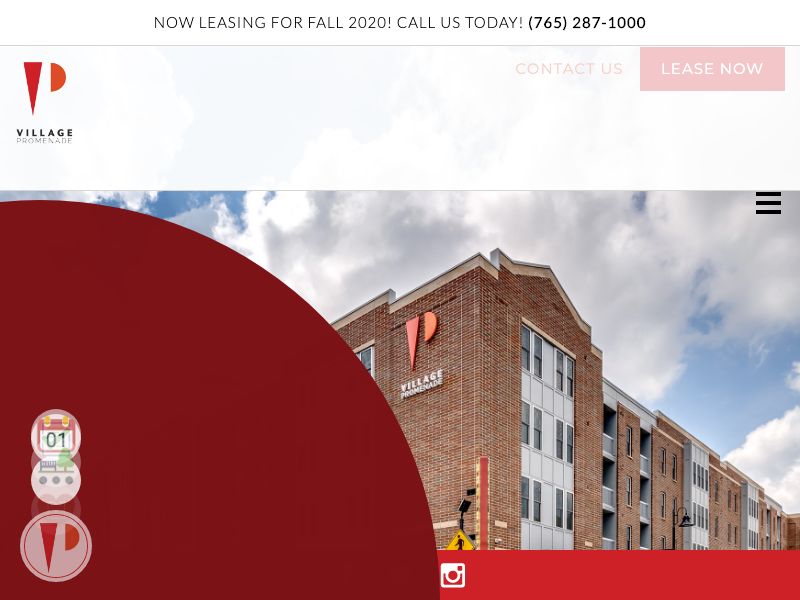 NOW LEASING FOR FALL 2020! CALL US TODAY! (765) 287-1000
CONTACT US
LEASE NOW
VILLAGE
PROMENADE
VILLAGE
PROMENADE
01